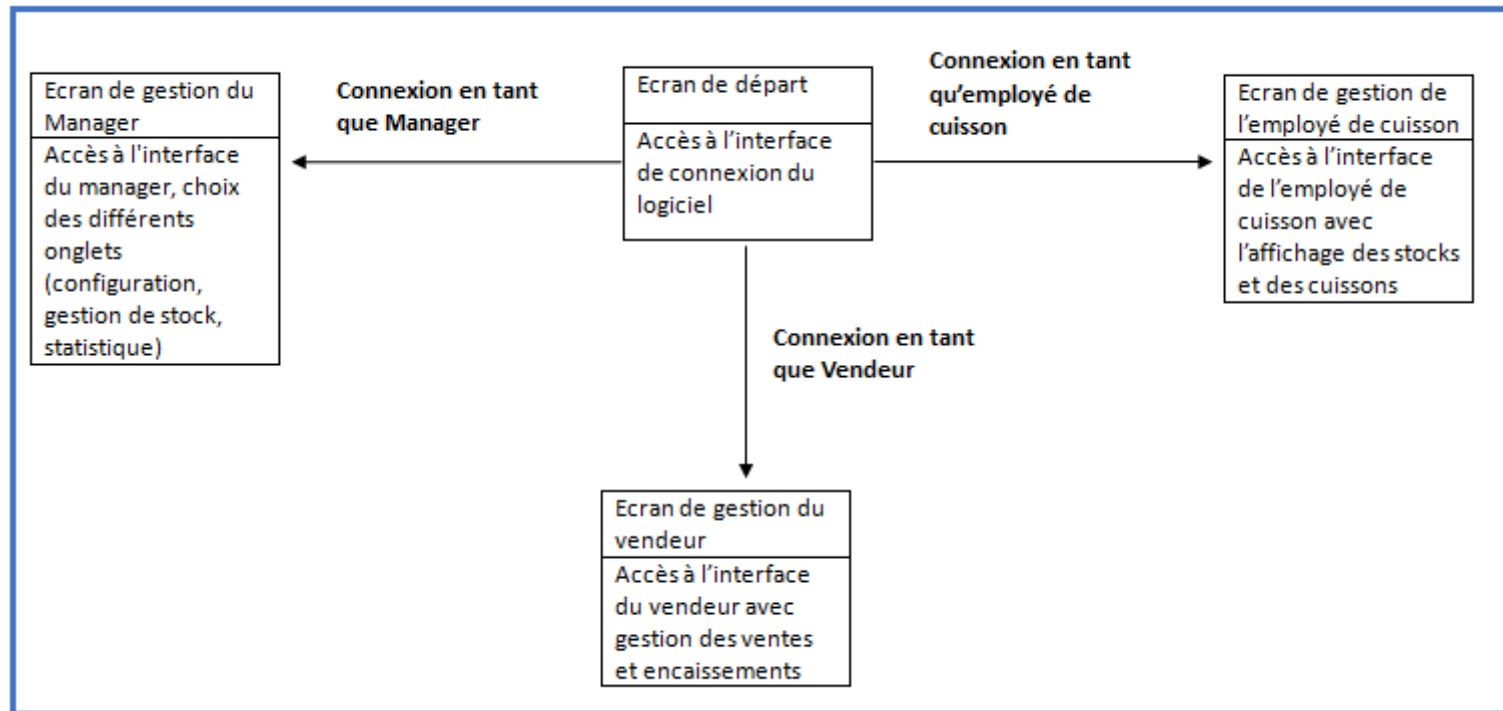 Ecran de gestion du
Manager
Accès à l'interface
du manager, choix
des différents
onglets
(configuration,
gestion de stock,
statistique)
Connexion en tant
que Manager
Ecran de départ
Accès à l’interface
de connexion du
logiciel
Connexion en tant
qu’employé de
cuisson
Ecran de gestion de
l’employé de cuisson
Accès à l’interface
de l’employé de
cuisson avec
l’affichage des stocks
et des cuissons
Connexion en tant
que Vendeur
Ecran de gestion du
vendeur
Accès à l’interface
du vendeur avec
gestion des ventes
et encaissements